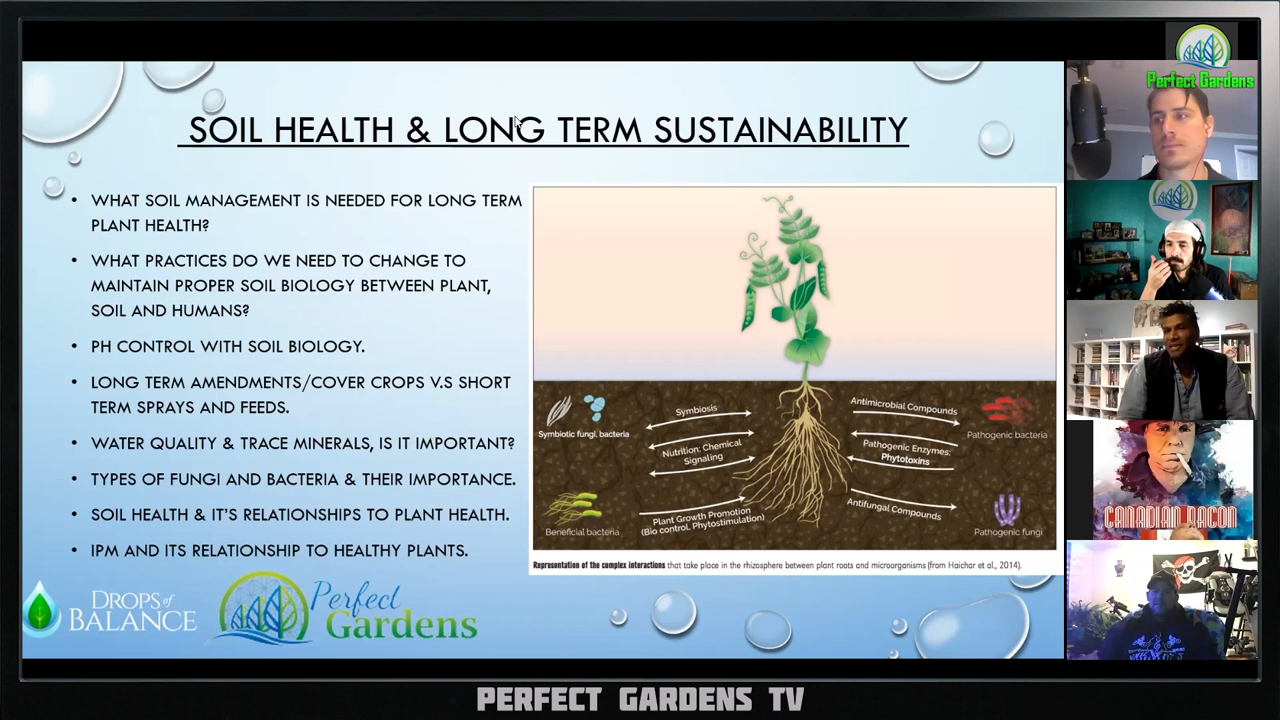 Perfect Gardens
SOIL HEALTH & LONG TERM SUSTAINABILITY
• WHAT SOIL MANAGEMENT IS NEEDED FOR LONG TERM
PLANT HEALTH?
• WHAT PRACTICES DO WE NEED TO CHANGE TO
MAINTAIN PROPER SOIL BIOLOGY BETWEEN PLANT,
SOIL AND HUMANS?
• PH CONTROL WITH SOIL BIOLOGY.
• LONG TERM AMENDMENTS/COVER CROPS V.S SHORT
TERM SPRAYS AND FEEDS.
• WATER QUALITY & TRACE MINERALS, IS IT IMPORTANT?
• TYPES OF FUNGI AND BACTERIA & THEIR IMPORTANCE.
• SOIL HEALTH & IT'S RELATIONSHIPS TO PLANT HEALTH.
• IPM AND ITS RELATIONSHIP TO HEALTHY PLANTS.
Symbiotic fungi, bacteria
Symbiosis
Nutrition; Chemical
Signaling
Beneficial bacteria
Plant Growth Promotion
(Bio control, Phytostimulation)
Antimicrobial Compounds
Pathogenic bacteria
Pathogenic Enzymes;
Phytotoxins
Antifungal Compounds
Pathogenic fungi
Representation of the complex interactions that take place in the rhizosphere between plant roots and microorganisms (from Haichar et al., 2014).
DROPS of
BALANCE
Perfect
Gardens
CANADIAN BACON
PERFECT GARDENS TV